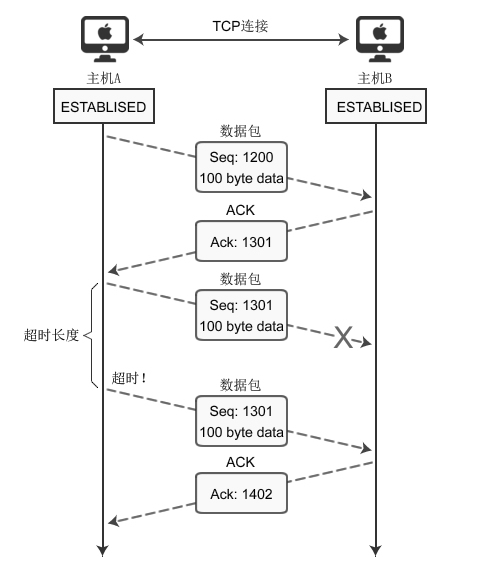 TCP连接
主机A
主机B
ESTABLISED
ESTABLISED
数据包
Seq: 1200
100 byte data
ACK
Ack: 1301
数据包
Seq: 1301
100 byte data
X
超时长度
超时!
数据包
Seq: 1301
100 byte data
ACK
Ack: 1402